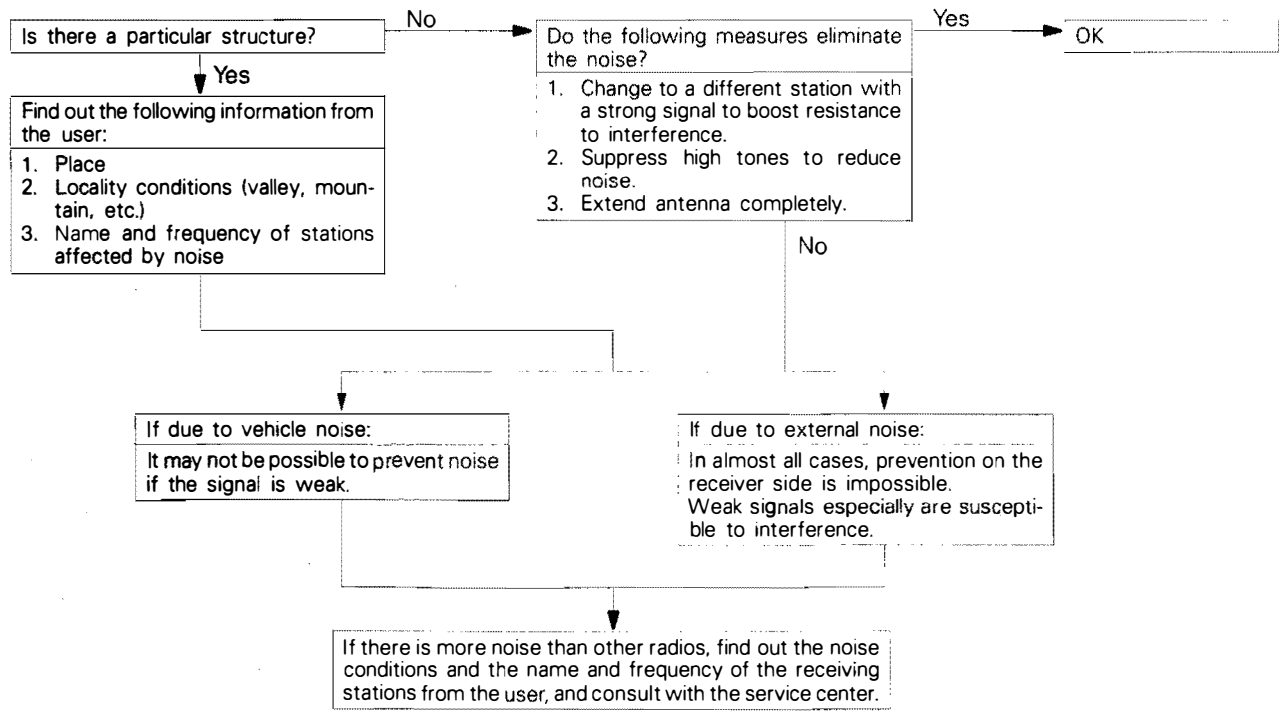 Is there a particular structure?
No
Do the following measures eliminate
the noise?
Yes
OK
1. Change to a different station with
a strong signal to boost resistance
to interference.
2. Suppress high tones to reduce
noise.
3. Extend antenna completely.
Yes
Find out the following information from
the user:
1. Place
2. Locality conditions (valley, moun-
tain, etc.)
3. Name and frequency of stations
affected by noise
No
If due to vehicle noise:
It may not be possible to prevent noise
if the signal is weak.
If due to external noise:
In almost all cases, prevention on the
receiver side is impossible.
Weak signals especially are suscepti-
ble to interference.
If there is more noise than other radios, find out the noise
conditions and the name and frequency of the receiving
stations from the user, and consult with the service center.